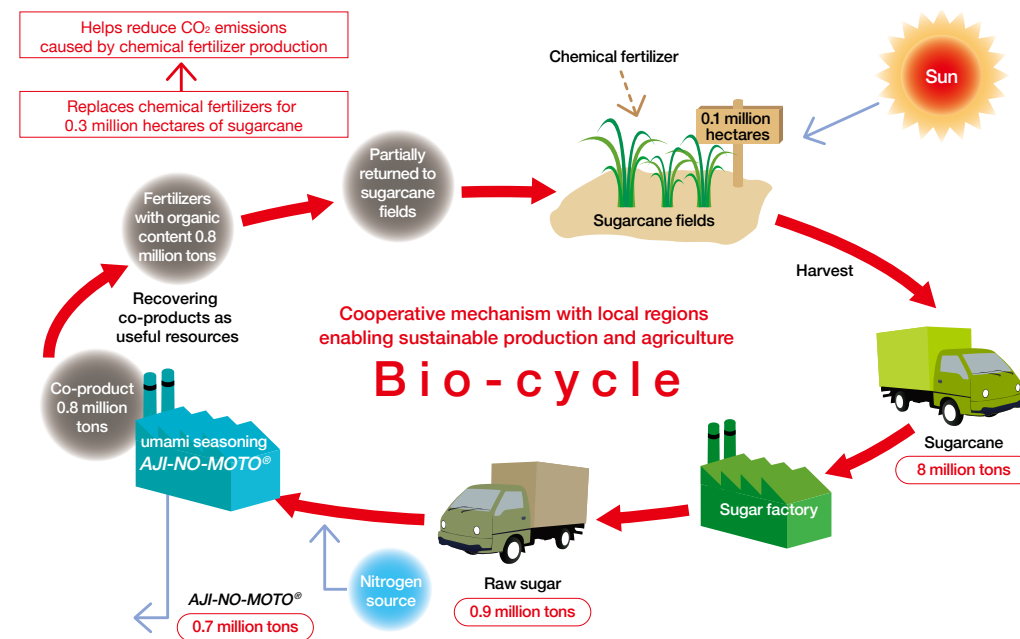 Helps reduce CO₂ emissions
caused by chemical fertilizer production
Replaces chemical fertilizers for
0.3 million hectares of sugarcane
Chemical fertilizer
Sun
0.1 million
hectares
Partially
returned to
sugarcane
fields
Fertilizers
with organic
content 0.8
million tons
Sugarcane fields
Harvest
Recovering
co-products as
useful resources
Cooperative mechanism with local regions
enabling sustainable production and agriculture
Bio-cycle
Co-product
0.8 million
tons
umami seasoning
AJI-NO-MOTO®
Sugarcane
8 million tons
Sugar factory
Raw sugar
0.9 million tons
Nitrogen
source
AJI-NO-MOTO®
0.7 million tons